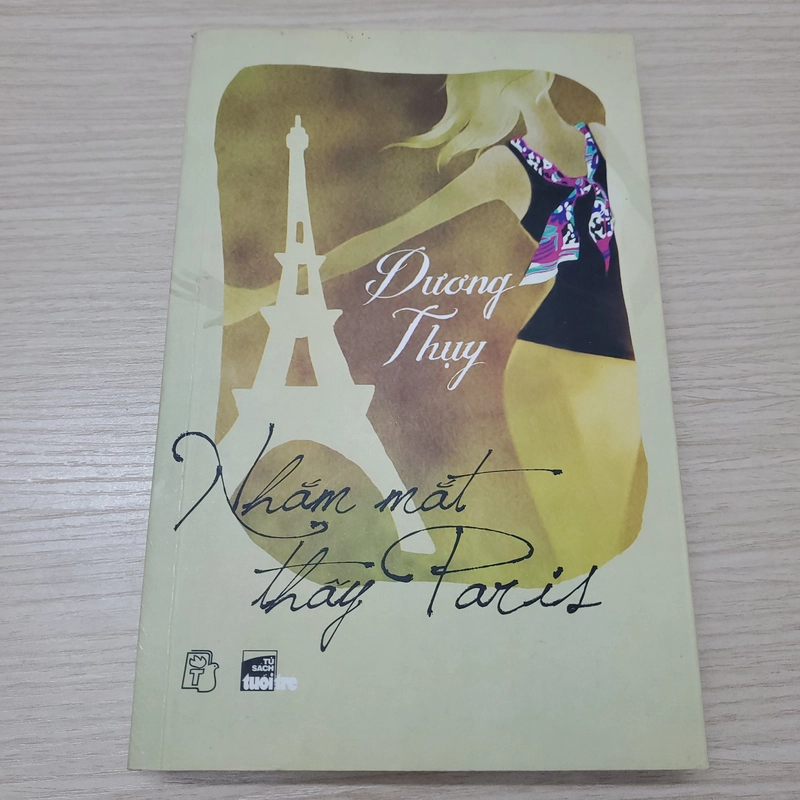 Dương
Thụy
Nhắm mắt
thấy Paris
T
TỦ
SÁCH
tuổi trẻ